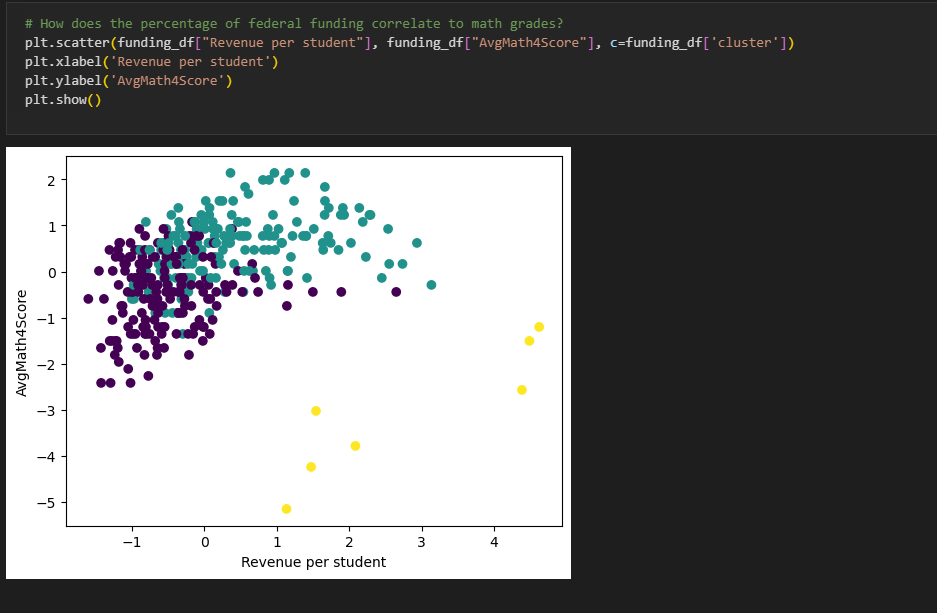 # How does the percentage of federal funding correlate to math grades?
plt.scatter(funding_df["Revenue per student"], funding_df["AvgMath4Score"], c=funding_df['cluster'])
plt.xlabel('Revenue per student')
plt.ylabel('AvgMath4Score')
plt.show()
2
1
0
−1
−2
−3
−4
−5
AvgMath4Score
−1 0 1 2 3 4
Revenue per student